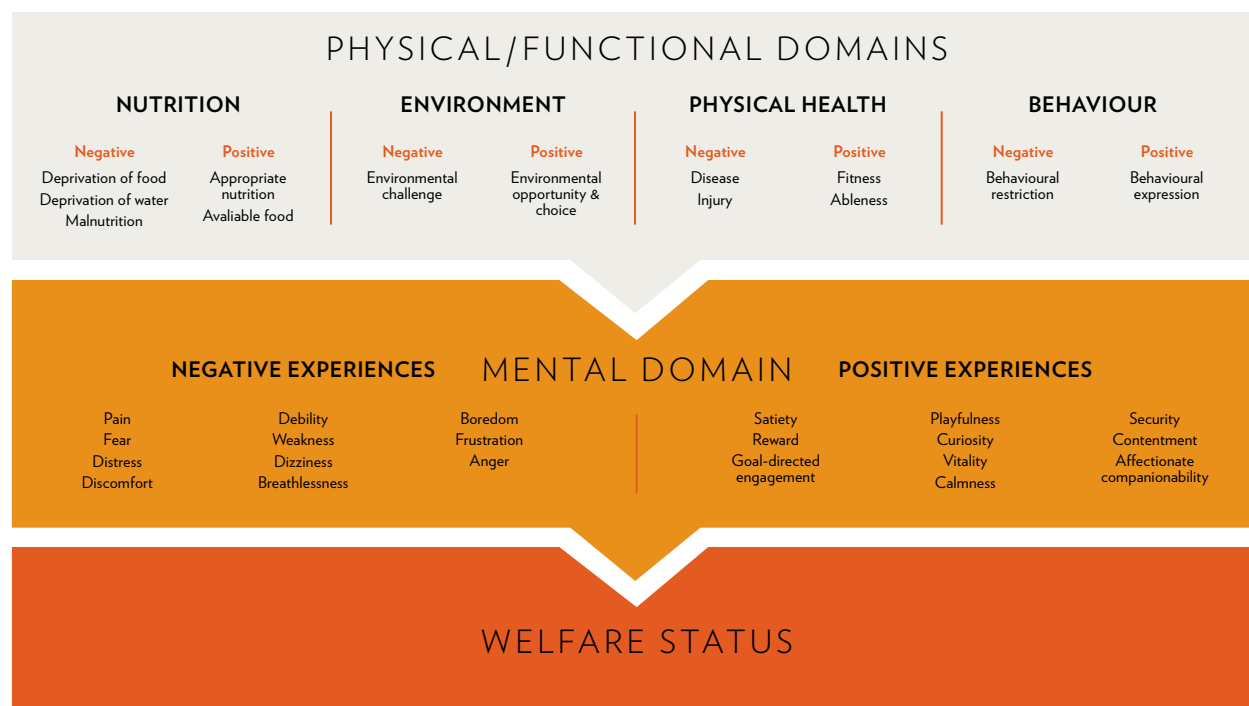 PHYSICAL/FUNCTIONAL DOMAINS
NUTRITION
Negative
Deprivation of food
Deprivation of water
Malnutrition
Positive
Appropriate
nutrition
Avaliable food
ENVIRONMENT
Negative
Environmental
challenge
Positive
Environmental
opportunity &
choice
PHYSICAL HEALTH
Negative
Disease
Injury
Positive
Fitness
Ableness
BEHAVIOUR
Negative
Behavioural
restriction
Positive
Behavioural
expression
MENTAL DOMAIN
NEGATIVE EXPERIENCES
Pain
Fear
Distress
Discomfort
Debility
Weakness
Dizziness
Breathlessness
Boredom
Frustration
Anger
POSITIVE EXPERIENCES
Satiety
Reward
Goal-directed
engagement
Playfulness
Curiosity
Vitality
Calmness
Security
Contentment
Affectionate
companionability
WELFARE STATUS